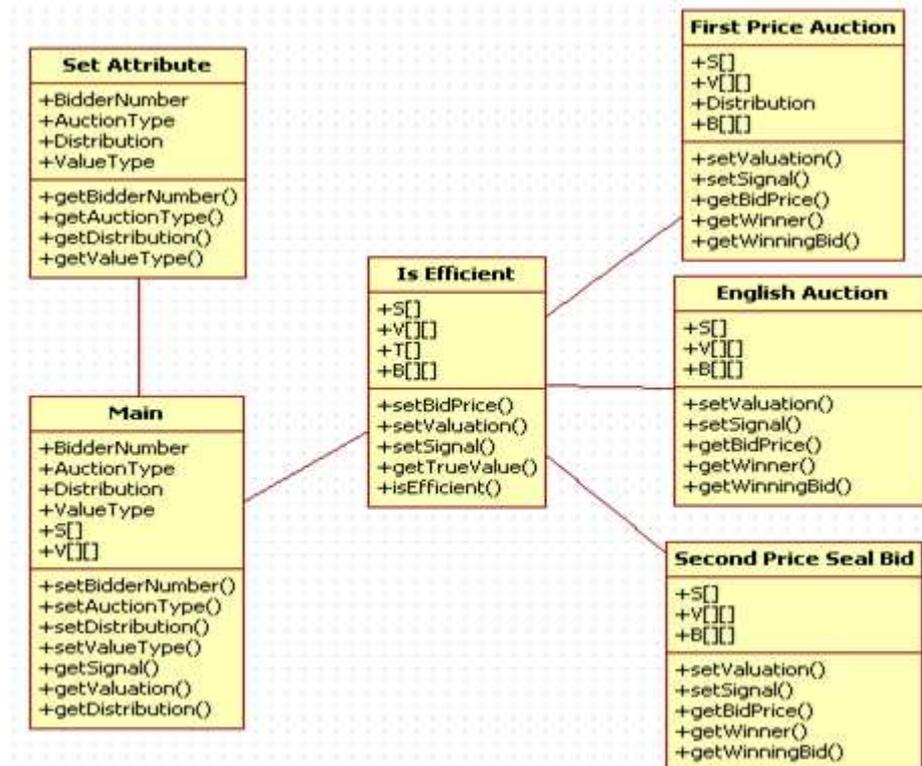 Set Attribute
+BidderNumber
+AuctionType
+Distribution
+ValueType
+getBidderNumber()
+getAuctionType()
+getDistribution()
+getValueType()
Main
+BidderNumber
+AuctionType
+Distribution
+ValueType
+S[]
+V[][]
+setBidderNumber()
+setAuctionType()
+setDistribution()
+setValueType()
+getSignal()
+getValuation()
+getDistribution()
Is Efficient
+S[]
+V[][]
+T[]
+B[][]
+setBidPrice()
+setValuation()
+setSignal()
+getTrueValue()
+isEfficient()
First Price Auction
+S[]
+V[][]
+Distribution
+B[][]
+setValuation()
+setSignal()
+getBidPrice()
+getWinner()
+getWinningBid()
English Auction
+S[]
+V[][]
+B[][]
+setValuation()
+setSignal()
+getBidPrice()
+getWinner()
+getWinningBid()
Second Price Seal Bid
+S[]
+V[][]
+B[][]
+setValuation()
+setSignal()
+getBidPrice()
+getWinner()
+getWinningBid()